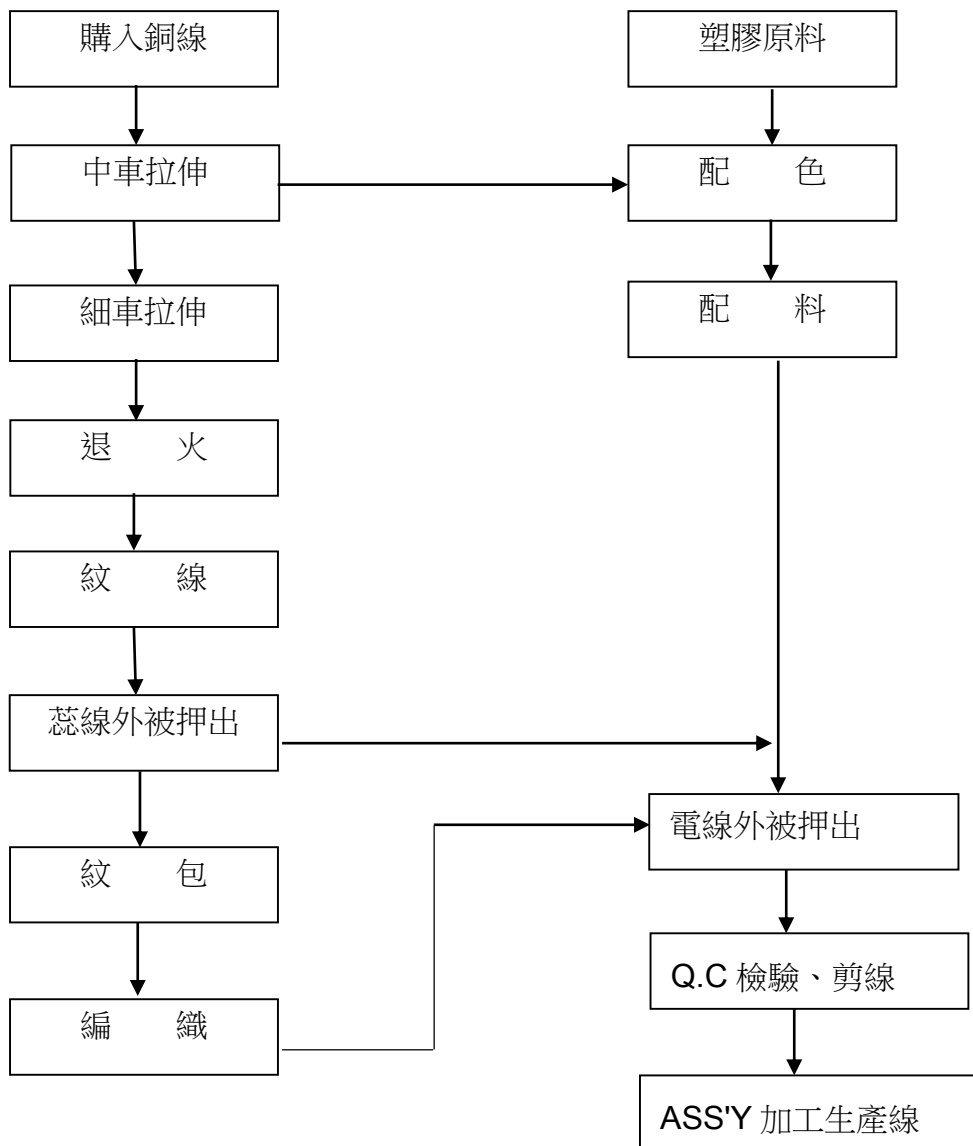 購入銅線
中車拉伸
細車拉伸
退 火
紋 線
蕊線外被押出
紋 包
編 織
塑膠原料
配 色
配 料
電線外被押出
Q.C 檢驗、剪線
ASS'Y 加工生產線